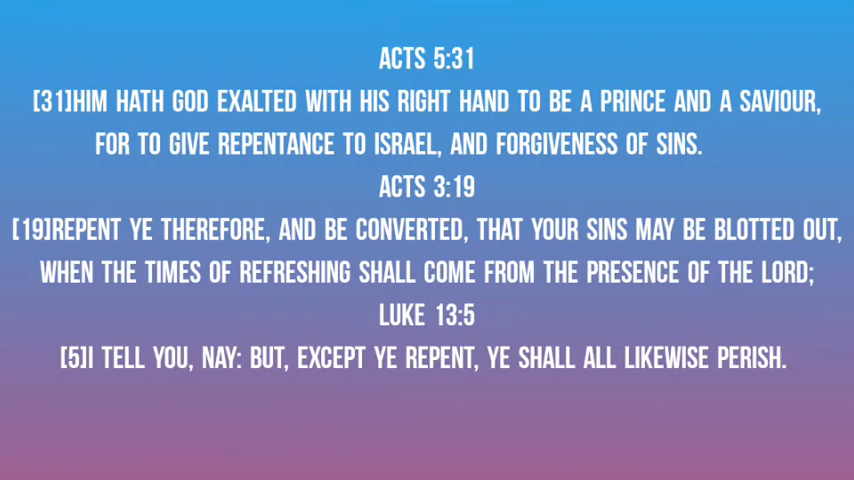 ACTS 5:31
[31]HIM HATH GOD EXALTED WITH HIS RIGHT HAND TO BE A PRINCE AND A SAVIOUR,
FOR TO GIVE REPENTANCE TO ISRAEL, AND FORGIVENESS OF SINS.
ACTS 3:19
[19]REPENT YE THEREFORE, AND BE CONVERTED, THAT YOUR SINS MAY BE BLOTTED OUT,
WHEN THE TIMES OF REFRESHING SHALL COME FROM THE PRESENCE OF THE LORD;
LUKE 13:5
[5]I TELL YOU, NAY: BUT, EXCEPT YE REPENT, YE SHALL ALL LIKEWISE PERISH.